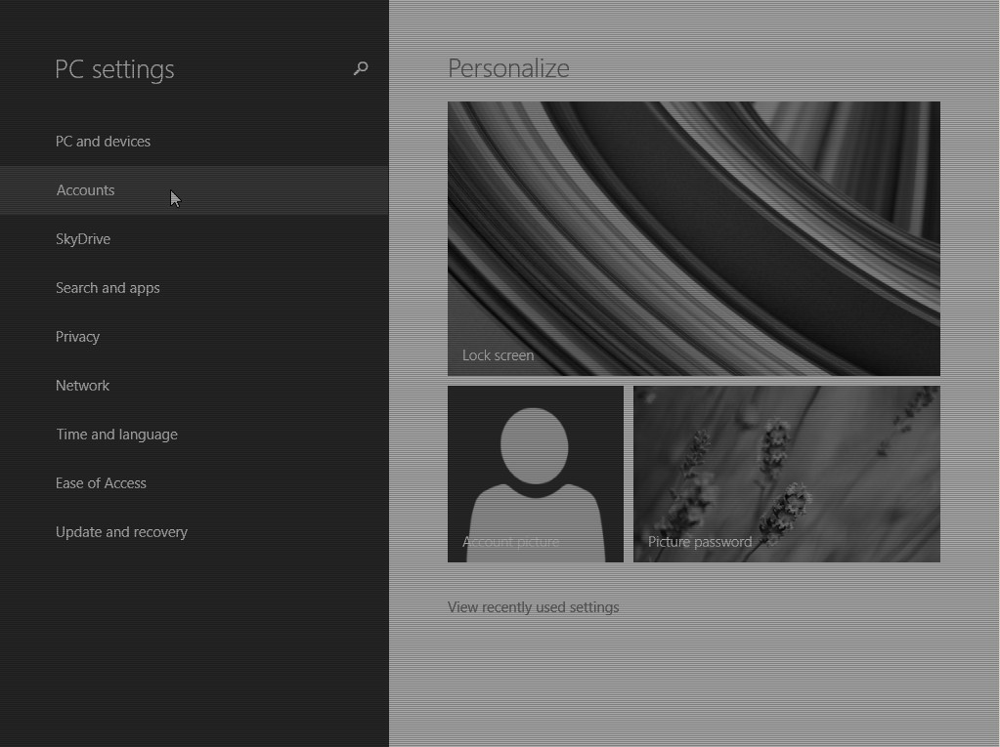 PC settings
PC and devices
Accounts
SkyDrive
Search and apps
Privacy
Network
Time and language
Ease of Access
Update and recovery
Personalize
Lock screen
Account picture
Picture password
View recently used settings